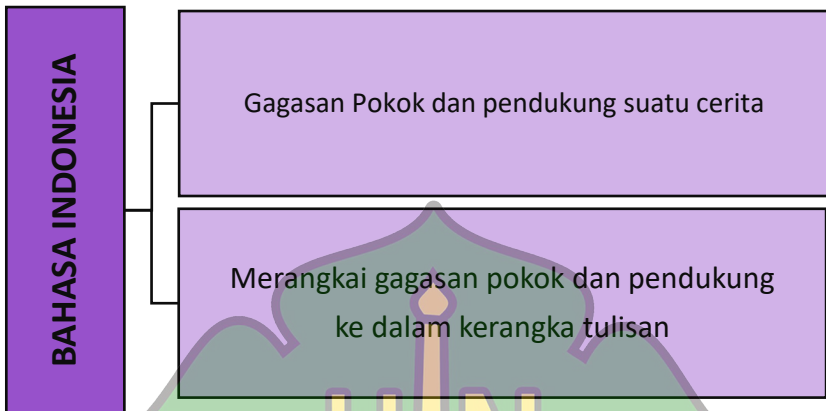 BAHASA INDONESIA
Gagasan Pokok dan pendukung suatu cerita
Merangkai gagasan pokok dan pendukung
ke dalam kerangka tulisan